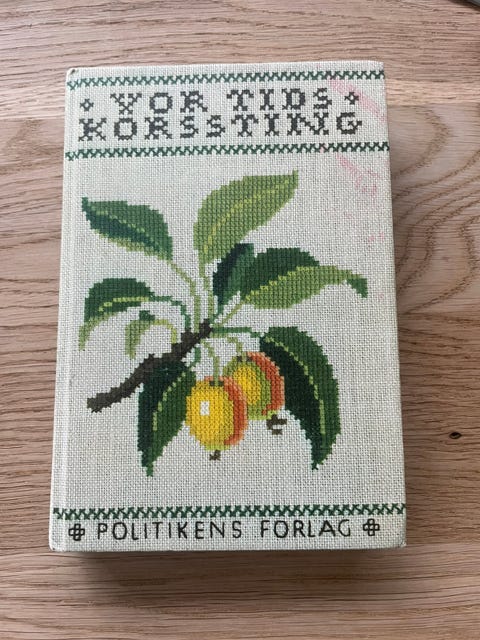 VOR TIDS
KORSSTING
POLITIKENS FORLAG